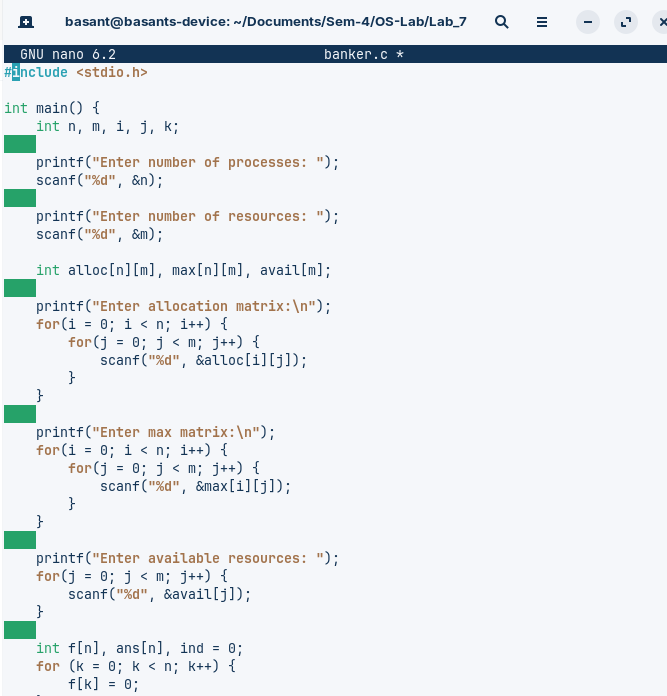 basant@basants-device: ~/Documents/Sem-4/OS-Lab/Lab_7
GNU nano 6.2                          banker.c *
#include <stdio.h>

int main() {
    int n, m, i, j, k;

    printf("Enter number of processes: ");
    scanf("%d", &n);

    printf("Enter number of resources: ");
    scanf("%d", &m);

    int alloc[n][m], max[n][m], avail[m];

    printf("Enter allocation matrix:\n");
    for(i = 0; i < n; i++) {
        for(j = 0; j < m; j++) {
            scanf("%d", &alloc[i][j]);
        }
    }

    printf("Enter max matrix:\n");
    for(i = 0; i < n; i++) {
        for(j = 0; j < m; j++) {
            scanf("%d", &max[i][j]);
        }
    }

    printf("Enter available resources: ");
    for(j = 0; j < m; j++) {
        scanf("%d", &avail[j]);
    }

    int f[n], ans[n], ind = 0;
    for (k = 0; k < n; k++) {
        f[k] = 0;